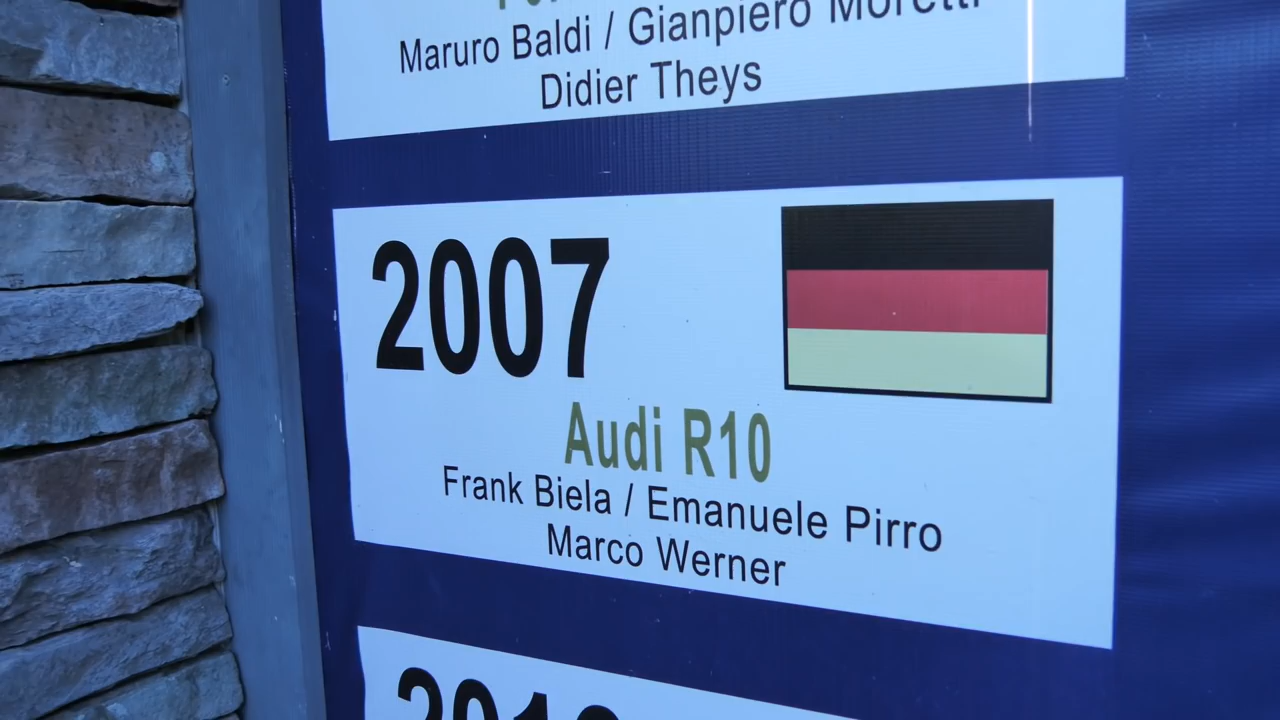 Maruro Baldi / Gianpiero Moretti
Didier Theys
2007
Audi R10
Frank Biela / Emanuele Pirro
Marco Werner